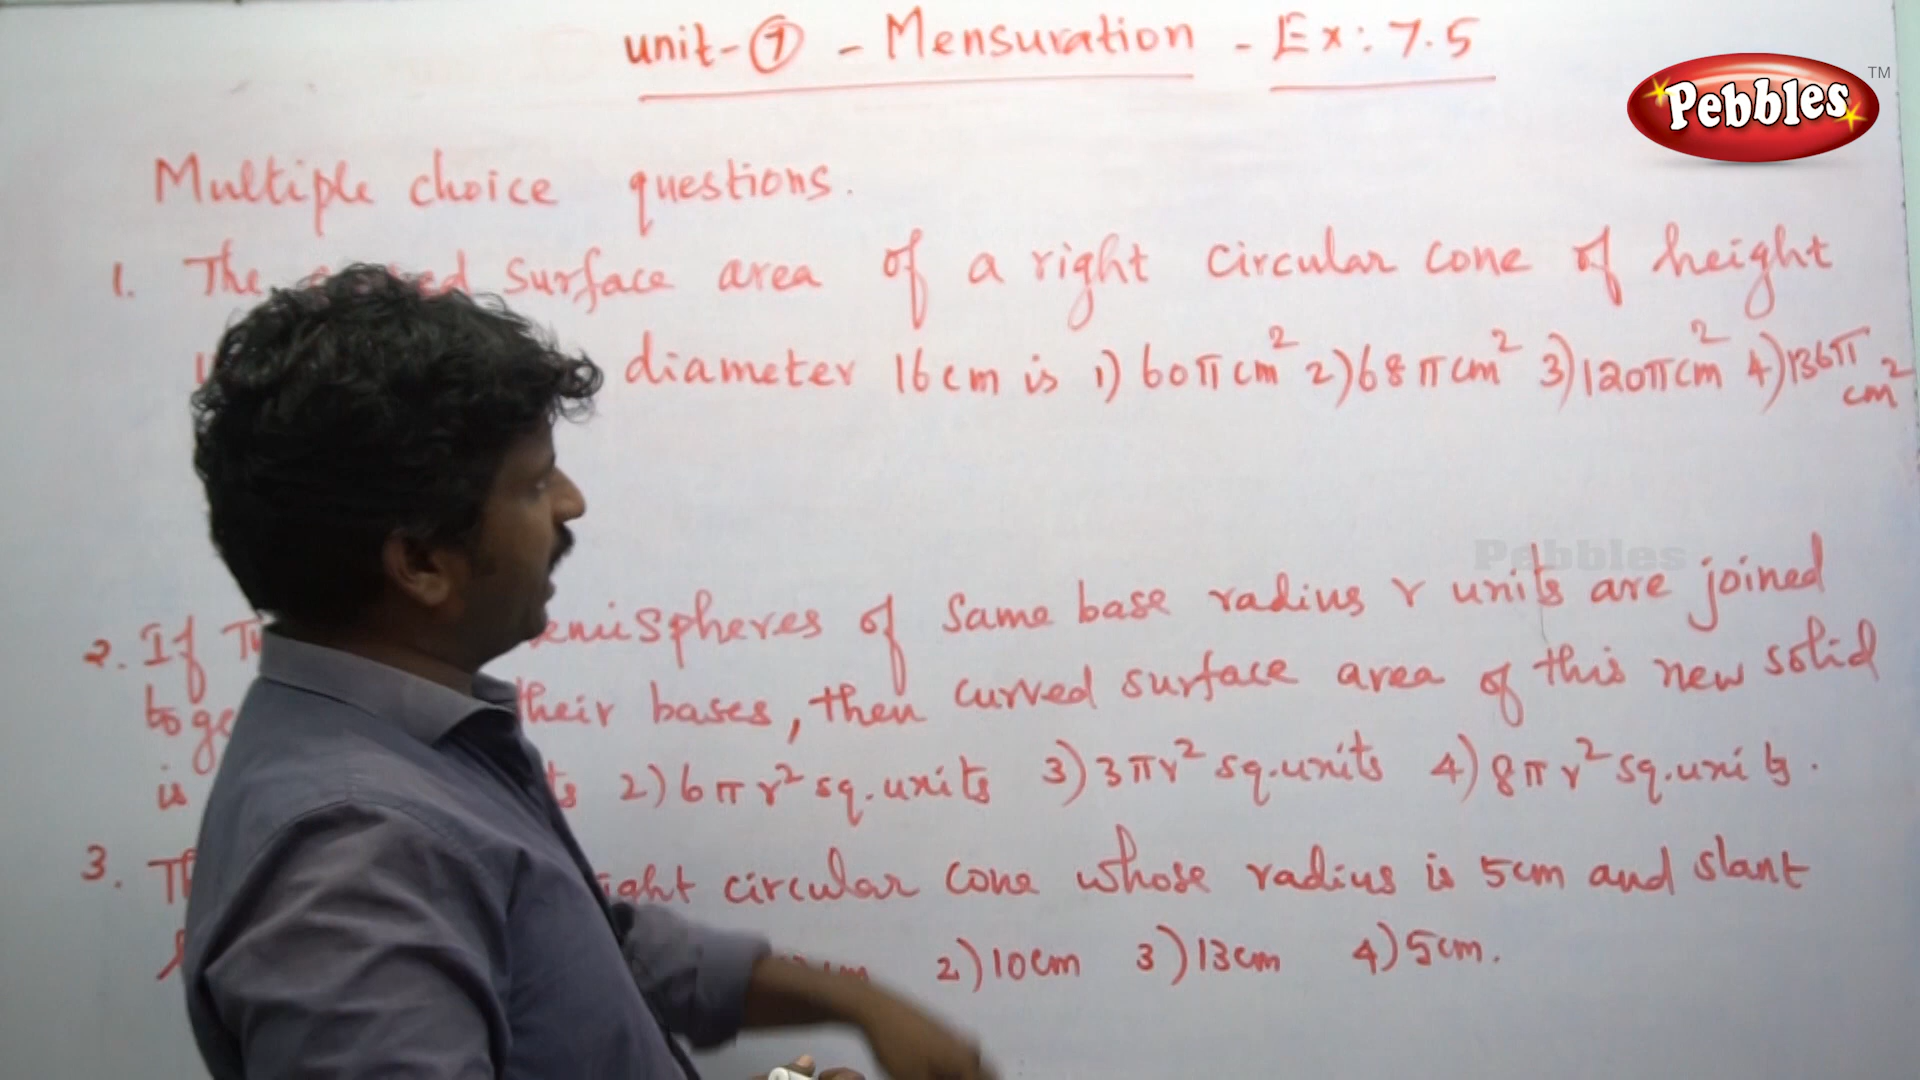 unit-⑦ - Mensuration - Ex: 7.5
Pebbles TM
Multiple choice questions.
1. The surface area of a right circular cone of height
diameter 16cm is 1) 60π cm² 2) 68π cm² 3) 120π cm² 4) 136π cm²
Pebbles
2. If hemispheres of same base radius r units are joined
their bases, then curved surface area of this new solid
is 2) 6πr² sq.units 3) 3πr² sq.units 4) 8πr² sq.units.
3. circular cone whose radius is 5cm and slant
2) 10cm 3) 13cm 4) 5cm.